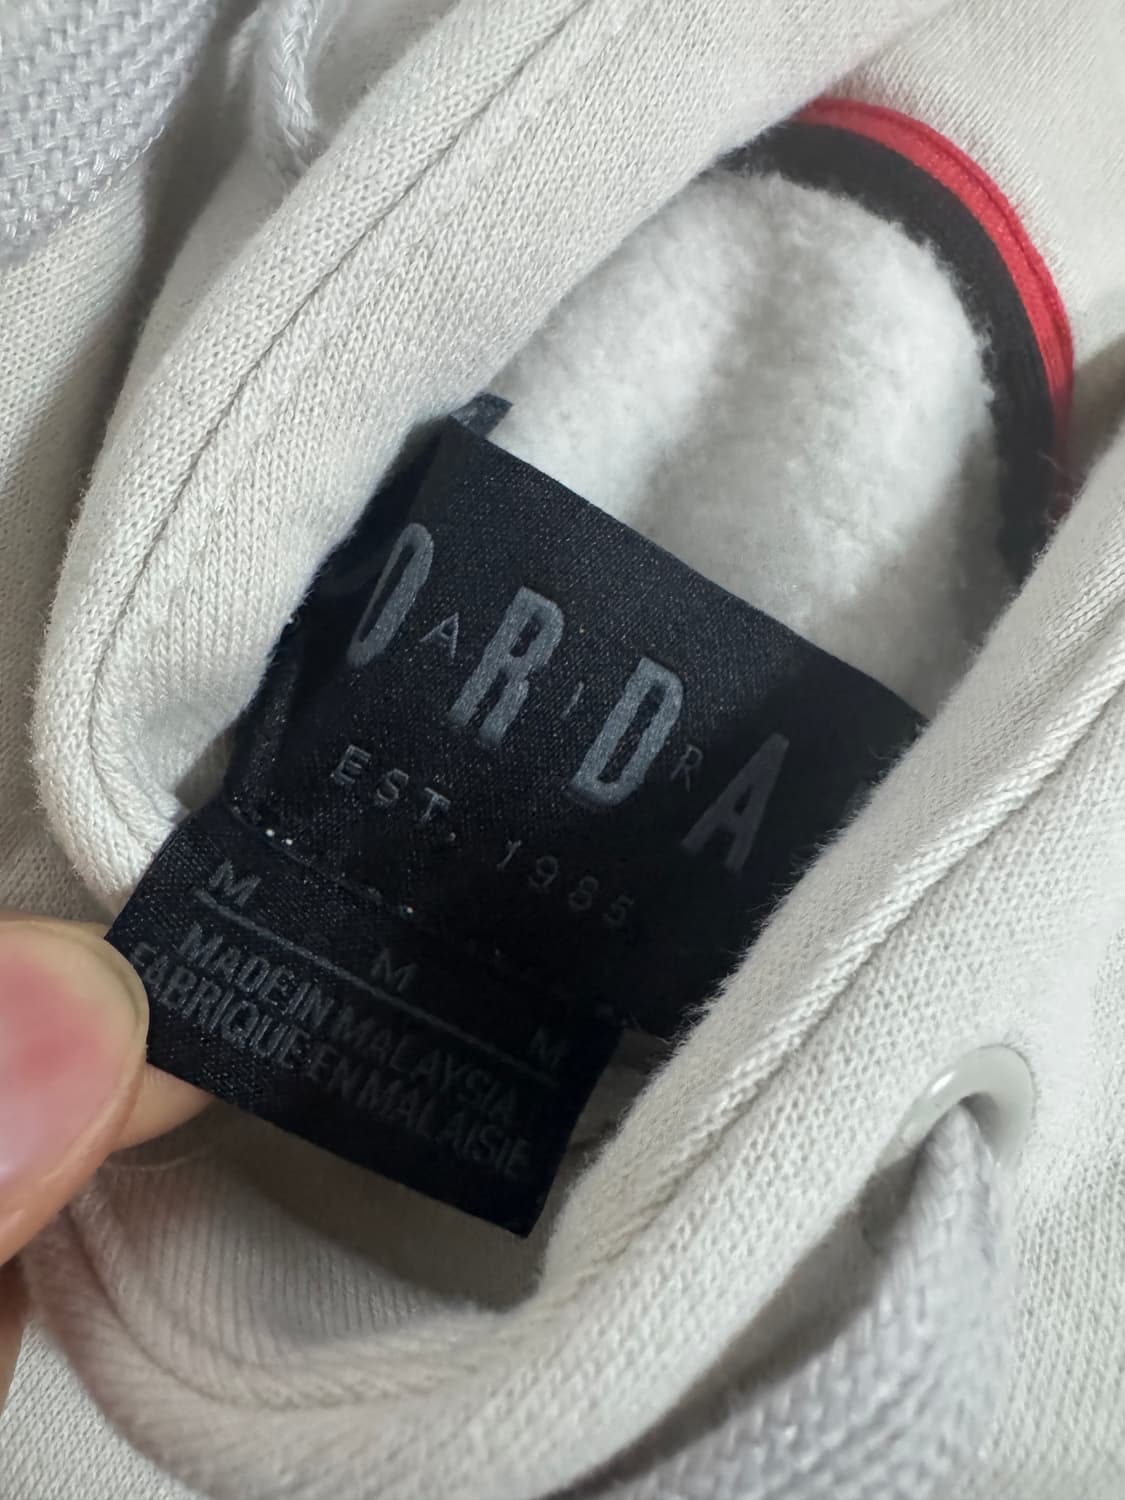 ORDA
AIR
EST. 1985
M M M
MADE IN MALAYSIA
FABRIQUE EN MALAISIE